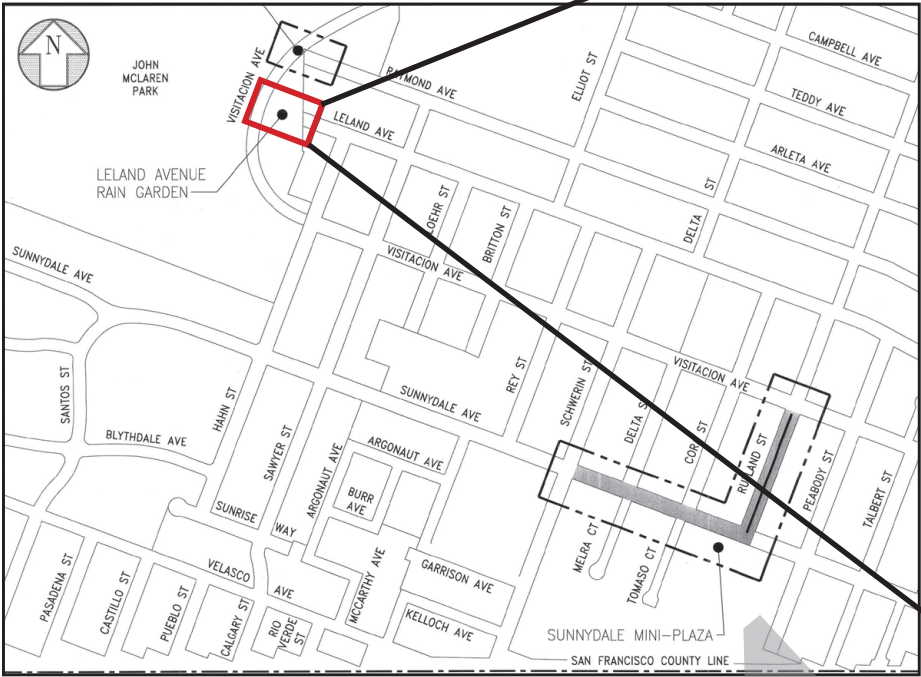 N
JOHN
MCLAREN
PARK
VISITACION AVE
RAYMOND AVE
ELLIOT ST
CAMPBELL AVE
TEDDY AVE
ARLETA AVE
LELAND AVE
LELAND AVENUE
RAIN GARDEN
LOEHR ST
BRITTON ST
DELTA ST
SUNNYDALE AVE
VISITACION AVE
SANTOS ST
HAHN ST
BLYTHDALE AVE
SAWYER ST
ARGONAUT AVE
SUNNYDALE AVE
REY ST
SCHWERIN ST
DELTA ST
VISITACION AVE
ARGONAUT AVE
BURR
AVE
SUNRISE WAY
PEABODY ST
TALBERT ST
VELASCO AVE
MCCARTHY AVE
GARRISON AVE
KELLOCH AVE
MELRA CT
TOMASO CT
PASADENA ST
CASTILLO ST
PUEBLO ST
CALGARY ST
RIO
VERDE
ST
SUNNYDALE MINI-PLAZA
SAN FRANCISCO COUNTY LINE